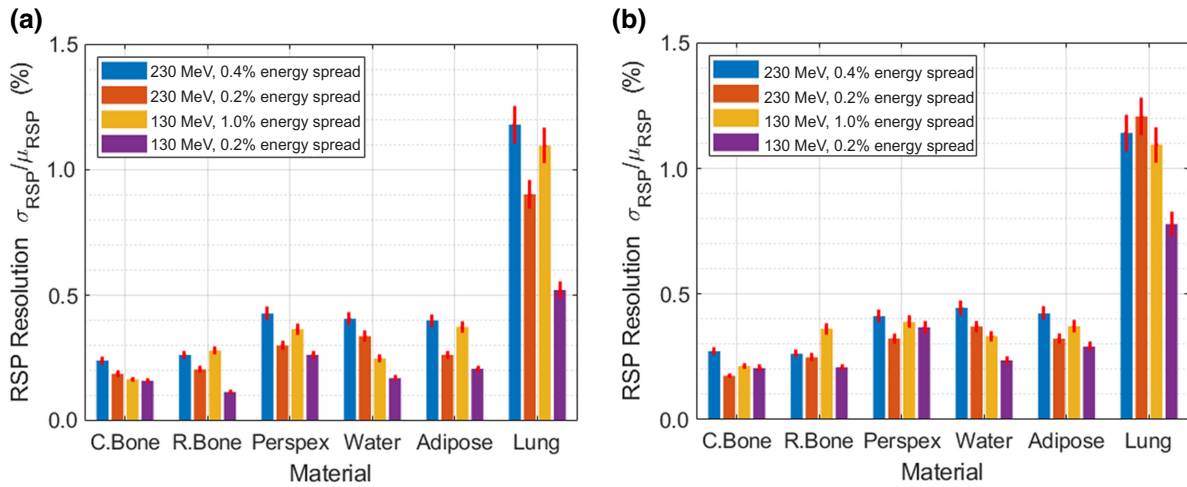 (a)
RSP Resolution σRSP/μRSP (%)
1.5
1.0
0.5
0.0
230 MeV, 0.4% energy spread
230 MeV, 0.2% energy spread
130 MeV, 1.0% energy spread
130 MeV, 0.2% energy spread
C.Bone R.Bone Perspex Water Adipose Lung
Material
(b)
RSP Resolution σRSP/μRSP (%)
1.5
1.0
0.5
0.0
230 MeV, 0.4% energy spread
230 MeV, 0.2% energy spread
130 MeV, 1.0% energy spread
130 MeV, 0.2% energy spread
C.Bone R.Bone Perspex Water Adipose Lung
Material